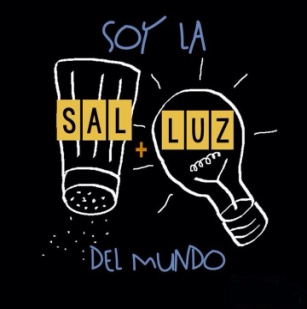 SOY LA
SAL + LUZ
DEL MUNDO